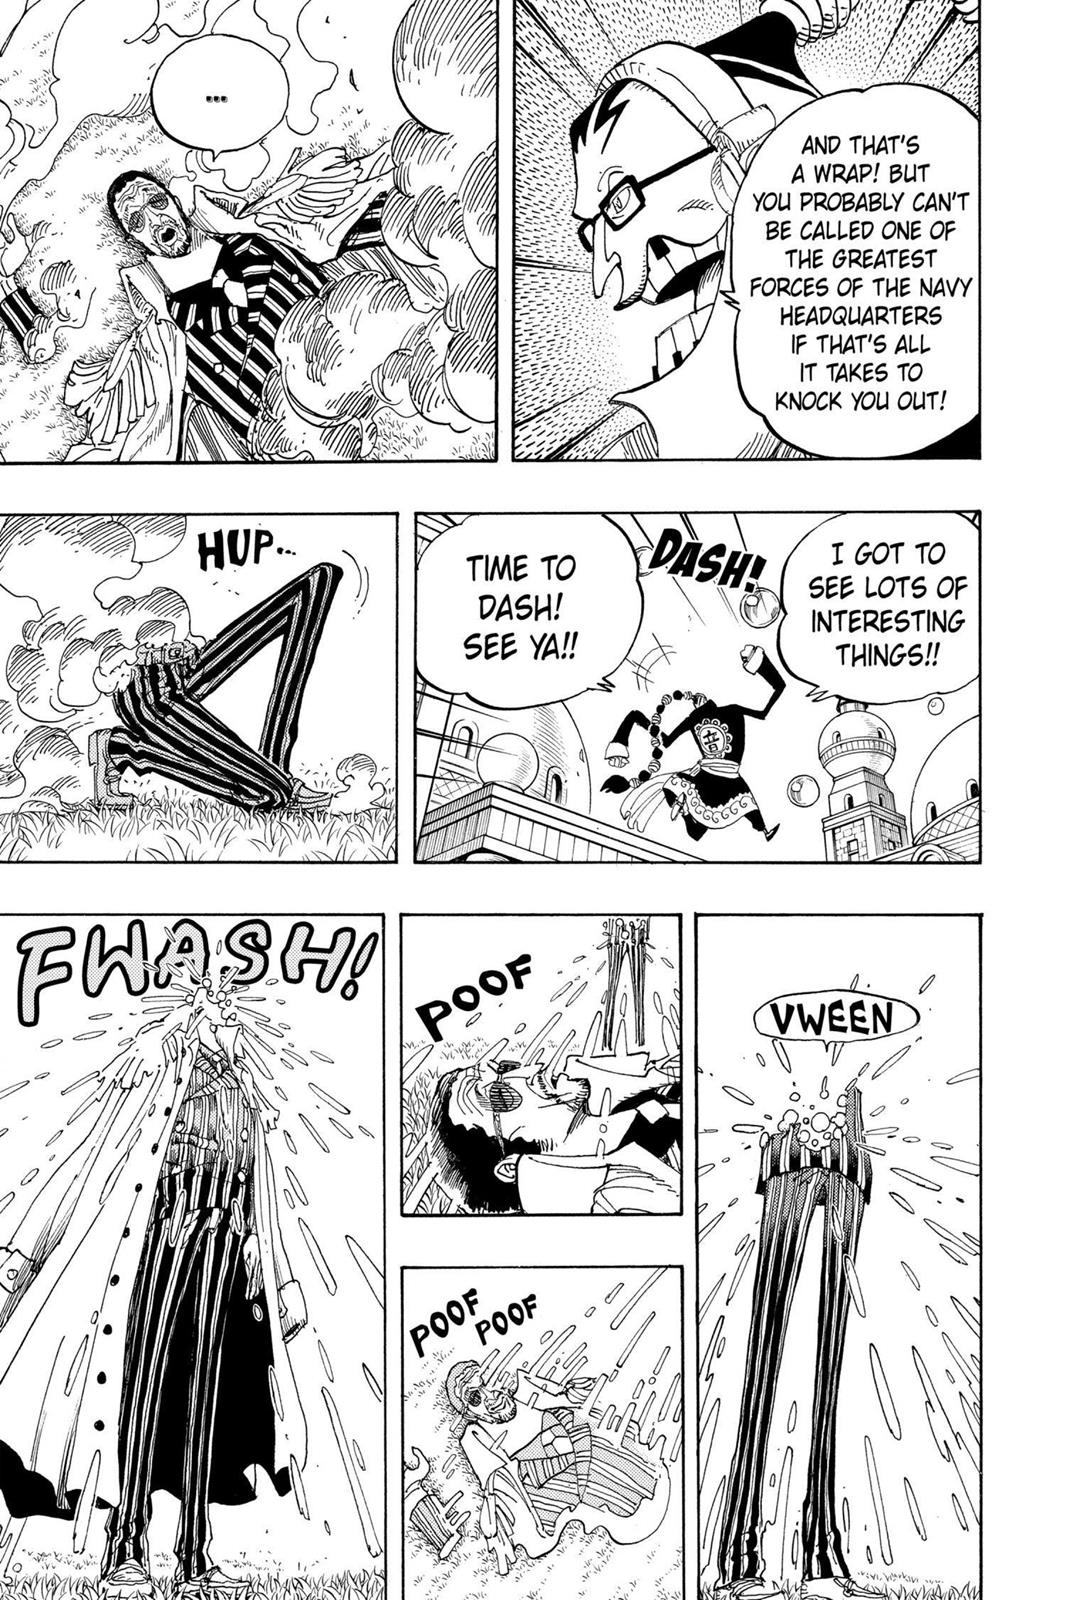 AND THAT'S
A WRAP! BUT
YOU PROBABLY CAN'T
BE CALLED ONE OF
THE GREATEST
FORCES OF THE NAVY
HEADQUARTERS
IF THAT'S ALL
IT TAKES TO
KNOCK YOU OUT!
...
I GOT TO
SEE LOTS OF
INTERESTING
THINGS!!
DASH!
音
TIME TO
DASH!
SEE YA!!
HUP...
VWEEN
POOF
POOF
POOF
FWASH!